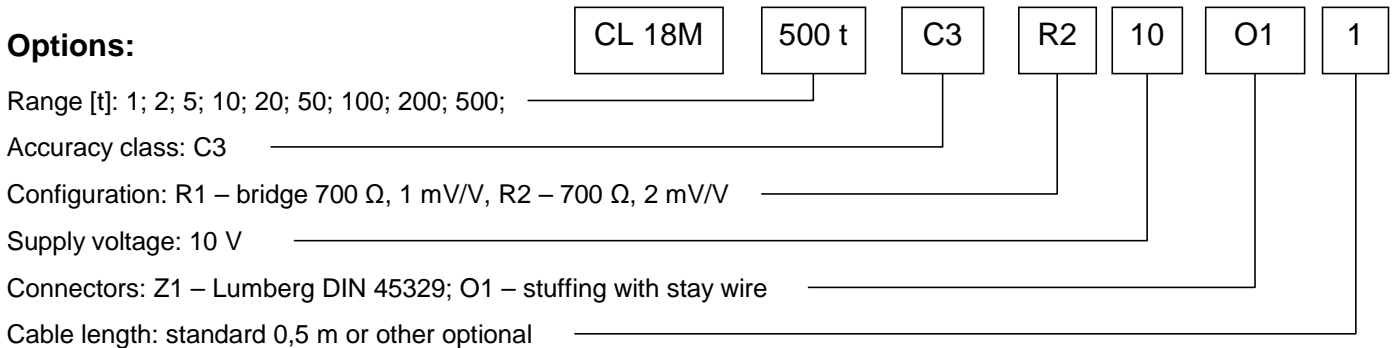 CL 18M 500 t C3 R2 10 O1 1
Options:
Range [t]: 1; 2; 5; 10; 20; 50; 100; 200; 500;
Accuracy class: C3
Configuration: R1 – bridge 700 Ω, 1 mV/V, R2 – 700 Ω, 2 mV/V
Supply voltage: 10 V
Connectors: Z1 – Lumberg DIN 45329; O1 – stuffing with stay wire
Cable length: standard 0,5 m or other optional